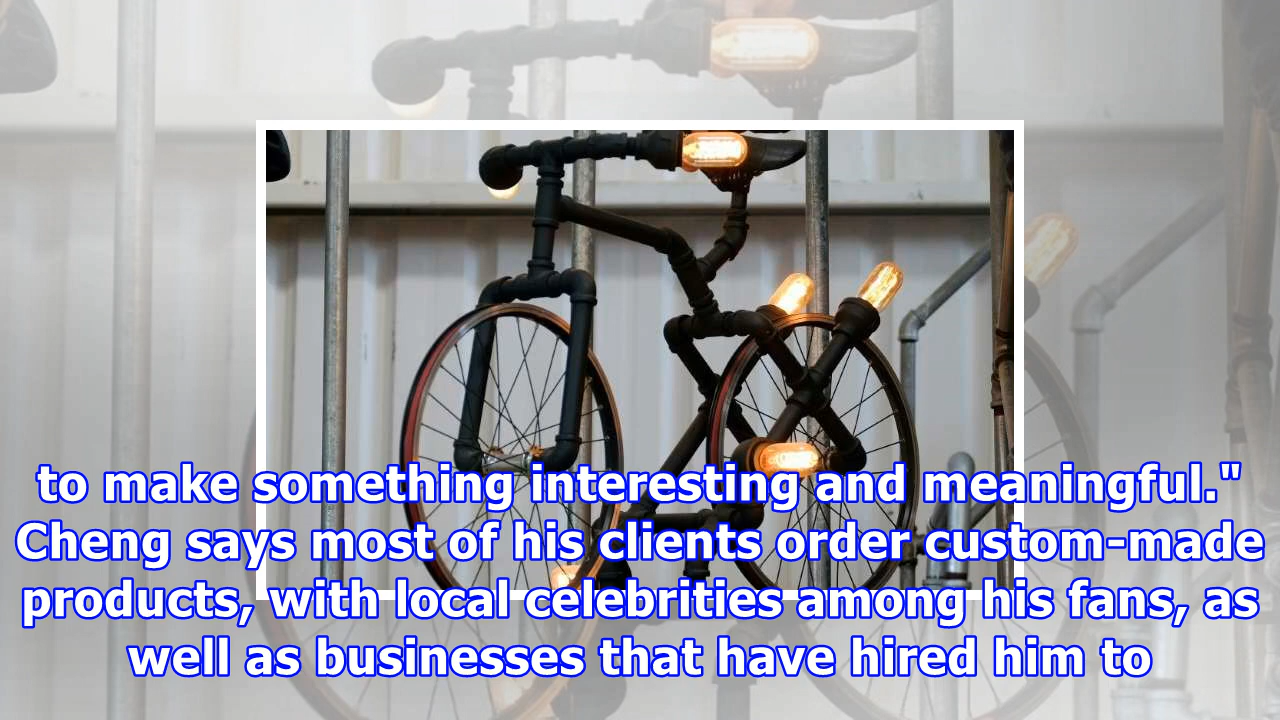 to make something interesting and meaningful."
Cheng says most of his clients order custom-made
products, with local celebrities among his fans, as
well as businesses that have hired him to